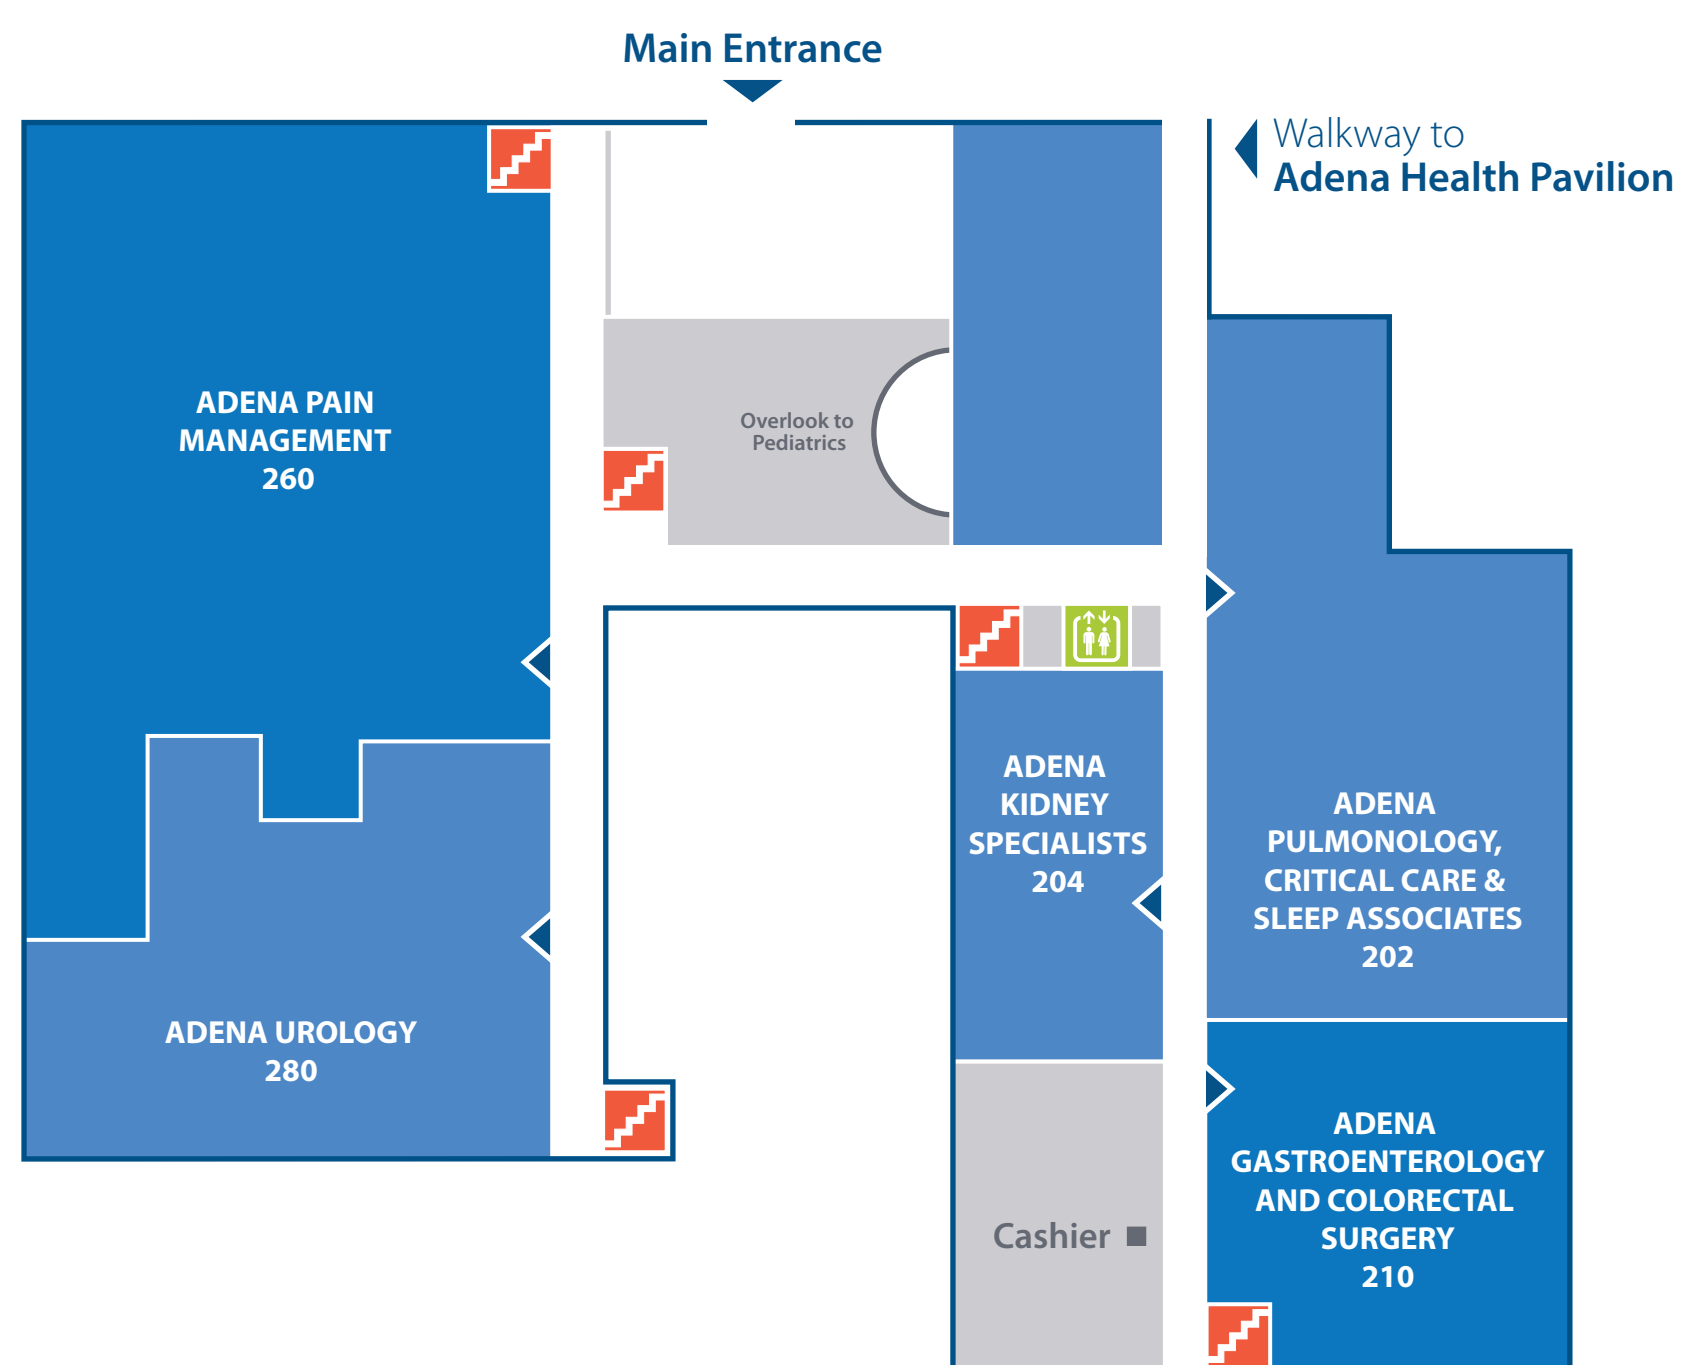 Main Entrance
Walkway to
Adena Health Pavilion
ADENA PAIN
MANAGEMENT
260
Overlook to
Pediatrics
ADENA
KIDNEY
SPECIALISTS
204
ADENA
PULMONOLOGY,
CRITICAL CARE &
SLEEP ASSOCIATES
202
ADENA UROLOGY
280
ADENA
GASTROENTEROLOGY
AND COLORECTAL
SURGERY
210
Cashier